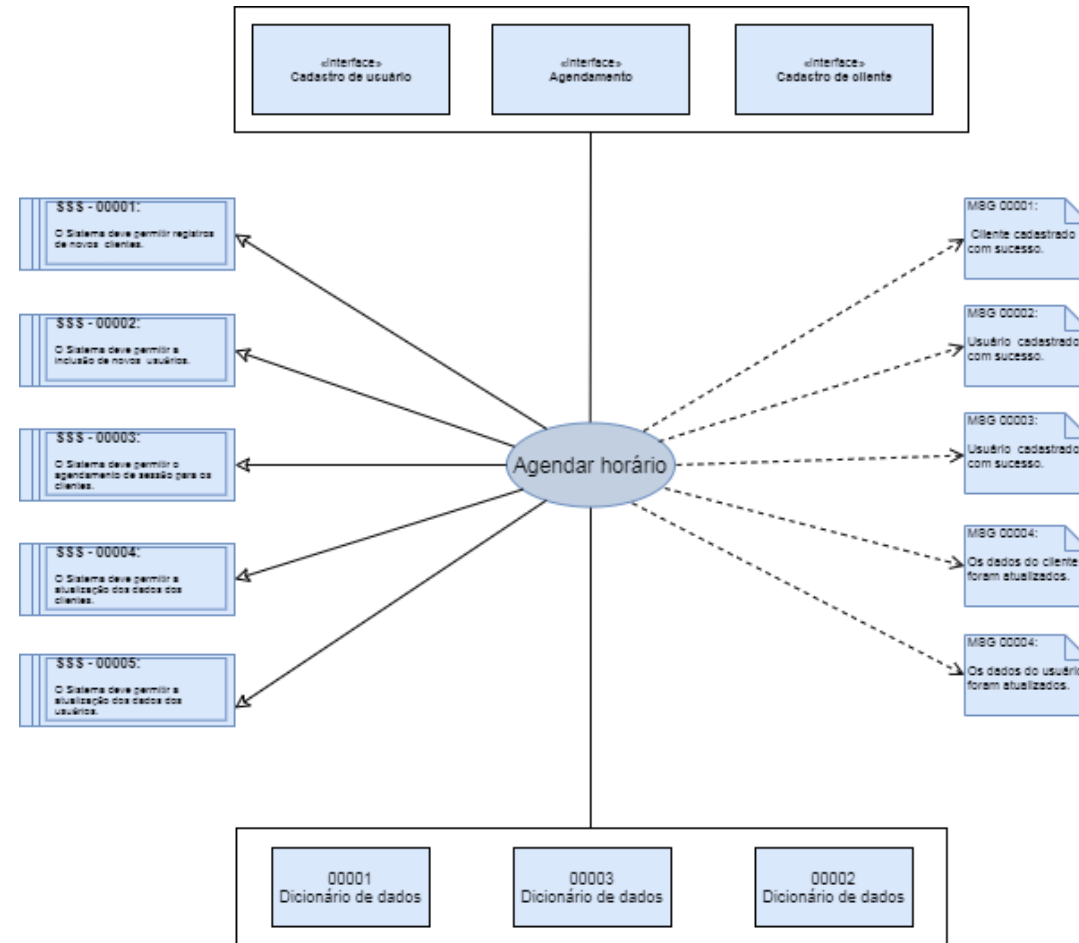 «interface»
Cadastro de usuário
«interface»
Agendamento
«interface»
Cadastro de cliente
SSS - 00001:
O Sistema deve permitir registros
de novos clientes.
SSS - 00002:
O Sistema deve permitir a
inclusão de novos usuários.
SSS - 00003:
O Sistema deve permitir o
agendamento de sessão para os
clientes.
SSS - 00004:
O Sistema deve permitir a
atualização dos dados dos
clientes.
SSS - 00005:
O Sistema deve permitir a
atualização dos dados dos
usuários.
Agendar horário
MSG 00001:
Cliente cadastrado
com sucesso.
MSG 00002:
Usuário cadastrado
com sucesso.
MSG 00003:
Usuário cadastrado
com sucesso.
MSG 00004:
Os dados do cliente
foram atualizados.
MSG 00004:
Os dados do usuário
foram atualizados.
00001
Dicionário de dados
00003
Dicionário de dados
00002
Dicionário de dados